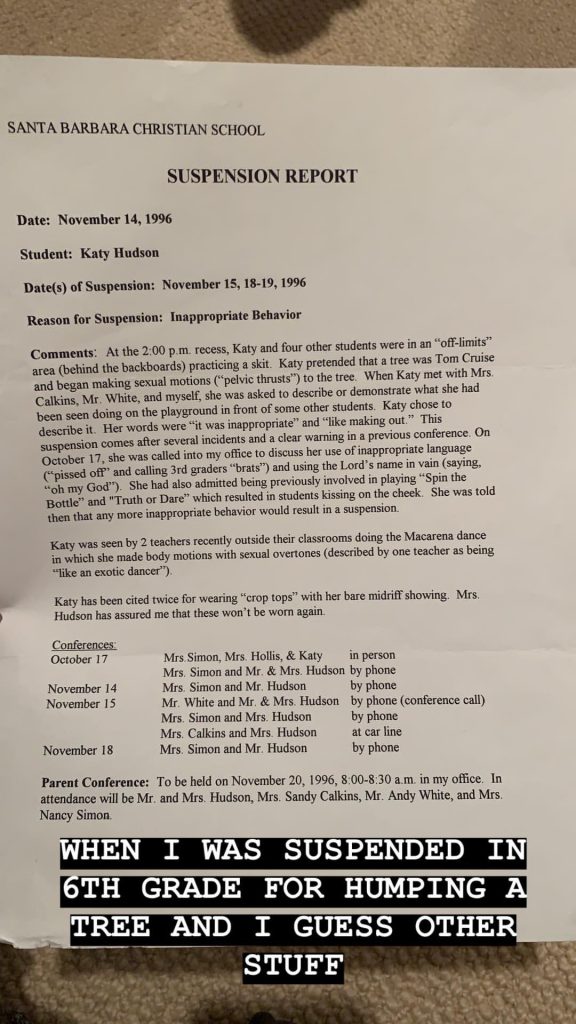 SANTA BARBARA CHRISTIAN SCHOOL
SUSPENSION REPORT
Date: November 14, 1996
Student: Katy Hudson
Date(s) of Suspension: November 15, 18-19, 1996
Reason for Suspension: Inappropriate Behavior
Comments: At the 2:00 p.m. recess, Katy and four other students were in an “off-limits”
area (behind the backboards) practicing a skit. Katy pretended that a tree was Tom Cruise
and began making sexual motions (“pelvic thrusts”) to the tree. When Katy met with Mrs.
Calkins, Mr. White, and myself, she was asked to describe or demonstrate what she had
been seen doing on the playground in front of some other students. Katy chose to
describe it. Her words were “it was inappropriate” and “like making out.” This
suspension comes after several incidents and a clear warning in a previous conference. On
October 17, she was called into my office to discuss her use of inappropriate language
(“pissed off” and calling 3rd graders “brats”) and using the Lord’s name in vain (saying,
“oh my God”). She had also admitted being previously involved in playing “Spin the
Bottle” and "Truth or Dare” which resulted in students kissing on the cheek. She was told
then that any more inappropriate behavior would result in a suspension.
Katy was seen by 2 teachers recently outside their classrooms doing the Macarena dance
in which she made body motions with sexual overtones (described by one teacher as being
“like an exotic dancer”).
Katy has been cited twice for wearing “crop tops” with her bare midriff showing. Mrs.
Hudson has assured me that these won’t be worn again.
Conferences:
October 17 Mrs. Simon, Mrs. Hollis, & Katy in person
Mrs. Simon and Mr. & Mrs. Hudson by phone
November 14 Mrs. Simon and Mr. Hudson by phone
November 15 Mr. White and Mr. & Mrs. Hudson by phone (conference call)
Mrs. Simon and Mrs. Hudson by phone
Mrs. Calkins and Mrs. Hudson at car line
November 18 Mrs. Simon and Mr. Hudson by phone
Parent Conference: To be held on November 20, 1996, 8:00-8:30 a.m. in my office. In
attendance will be Mr. and Mrs. Hudson, Mrs. Sandy Calkins, Mr. Andy White, and Mrs.
Nancy Simon.
WHEN I WAS SUSPENDED IN
6TH GRADE FOR HUMPING A
TREE AND I GUESS OTHER
STUFF